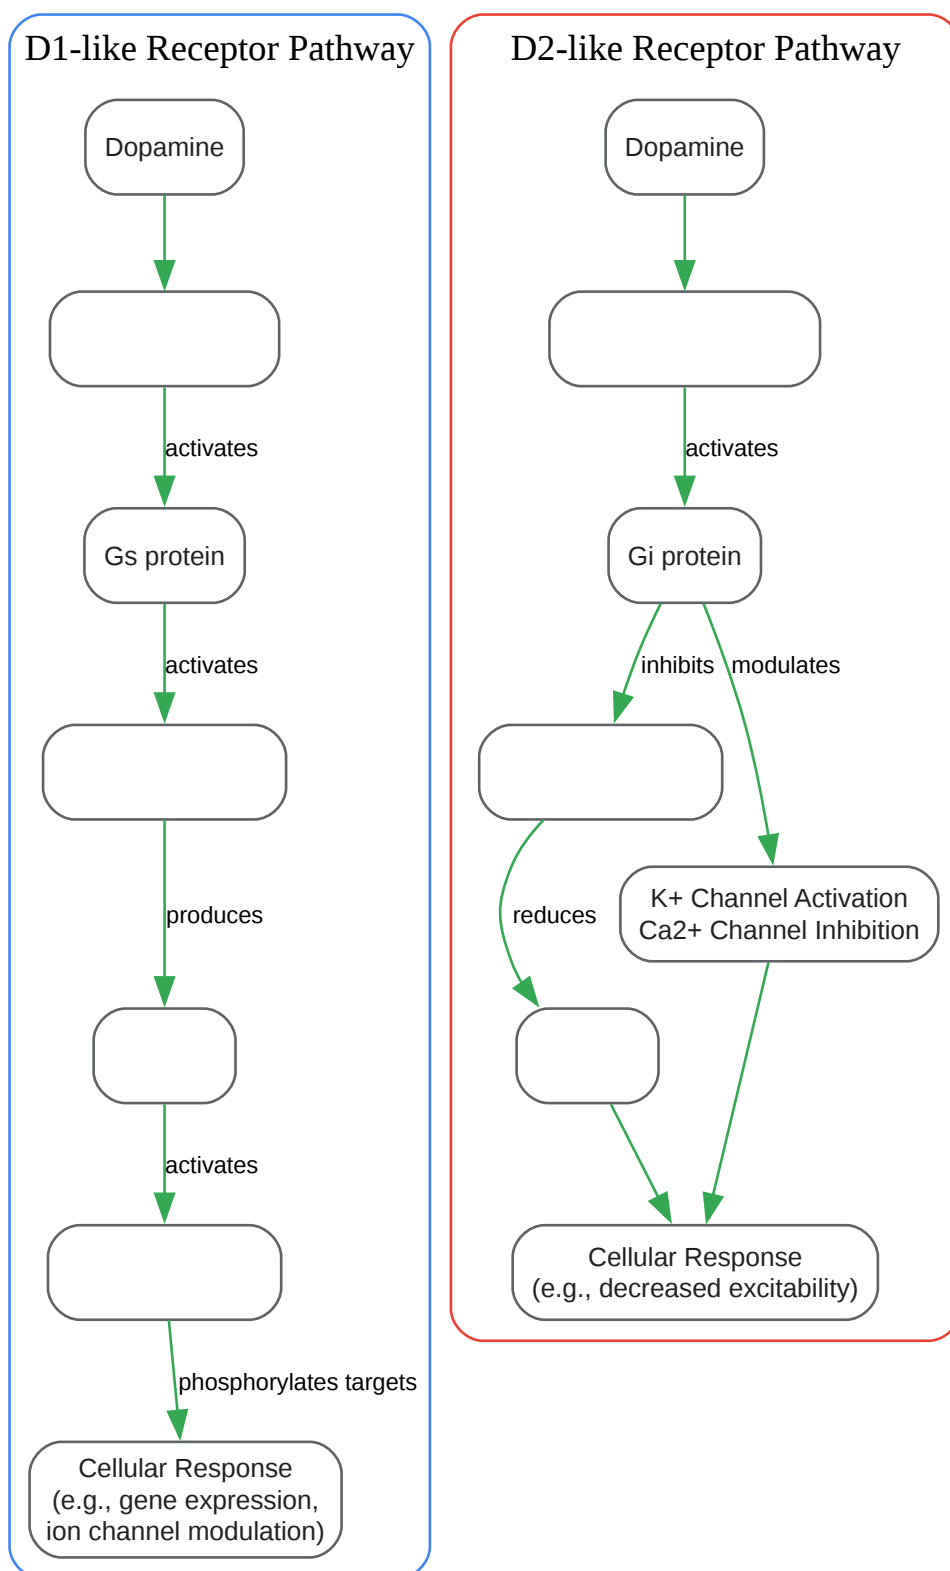 D1-like Receptor Pathway
Dopamine
activates
Gs protein
activates
produces
activates
phosphorylates targets
Cellular Response
(e.g., gene expression,
ion channel modulation)
D2-like Receptor Pathway
Dopamine
activates
Gi protein
inhibits
modulates
reduces
K+ Channel Activation
Ca2+ Channel Inhibition
Cellular Response
(e.g., decreased excitability)